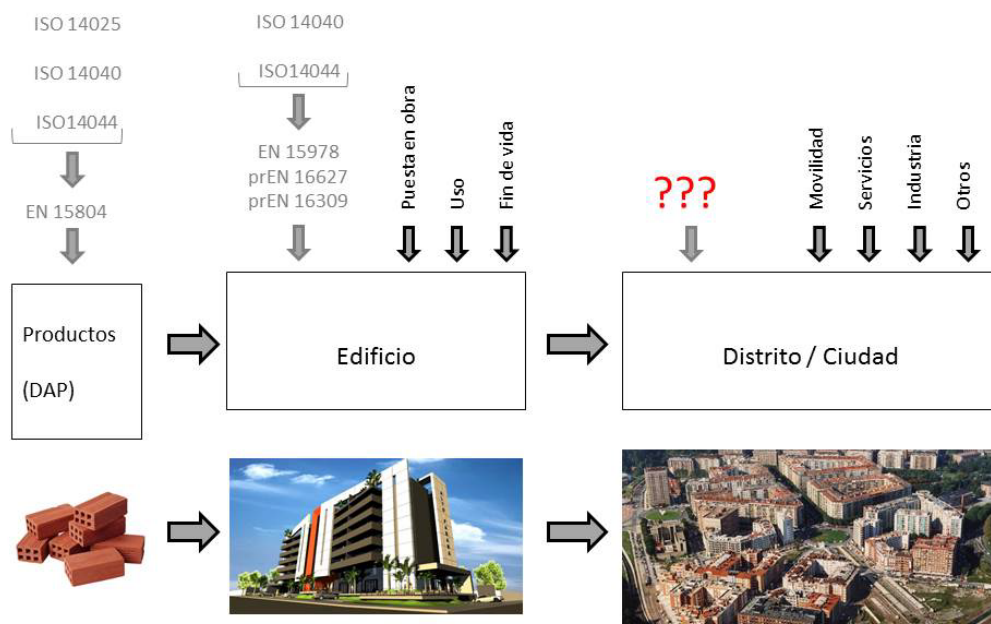 ISO 14025
ISO 14040
ISO14044
EN 15804
Productos
(DAP)
ISO 14040
ISO14044
EN 15978
prEN 16627
prEN 16309
Puesta en obra
Uso
Fin de vida
Edificio
???
Movilidad
Servicios
Industria
Otros
Distrito / Ciudad